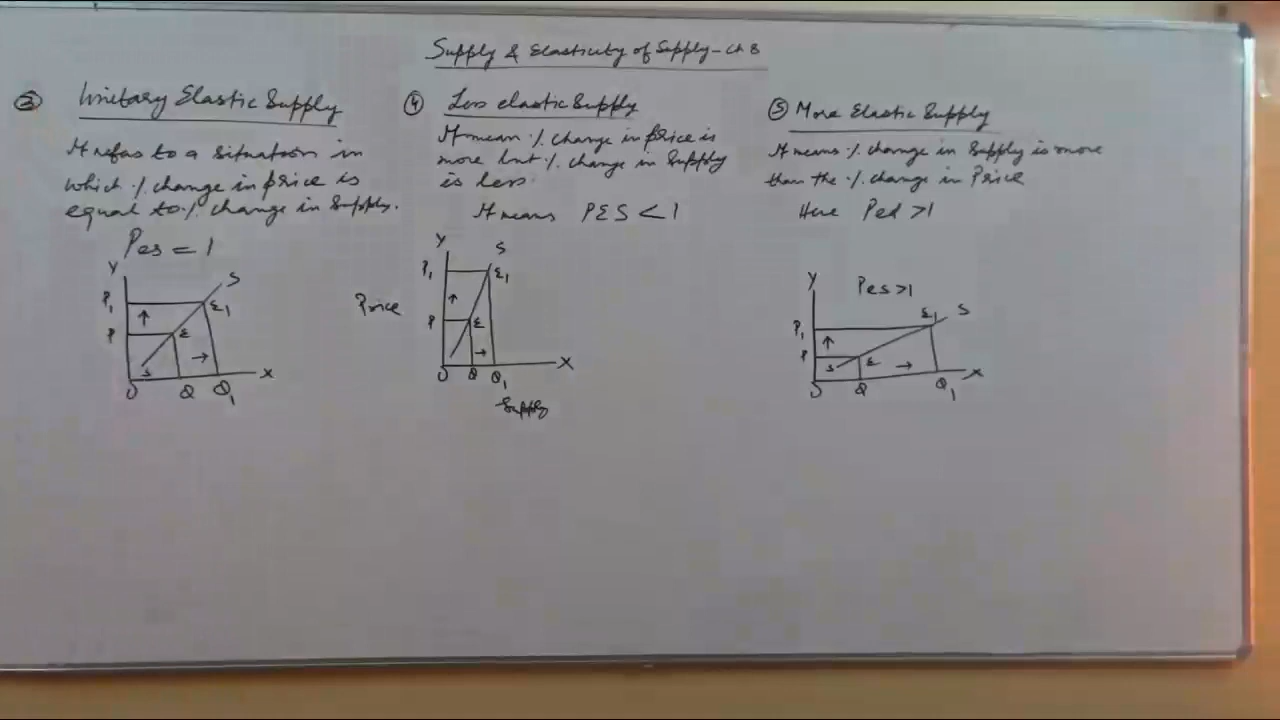 Supply & Elasticity of Supply - Ch 8
③ Unietary Elastic Supply
It refers to a situation in
which % change in price is
equal to % change in Supply.
Pes = 1
Y
S
P1
E1
↑
P
E
→
S
O
Q
Q1
X
④ Less elastic Supply
It mean % change in price is
more but % change in Supply
is less.
It means PES < 1
Y
S
P1
E1
Price
↑
P
E
→
O
Q
Q1
X
Supply
⑤ More Elastic Supply
It means % change in Supply is more
than the % change in Price
Here Ped > 1
Y
Pes > 1
E1
S
P1
↑
P
S
E
→
O
Q
Q1
X